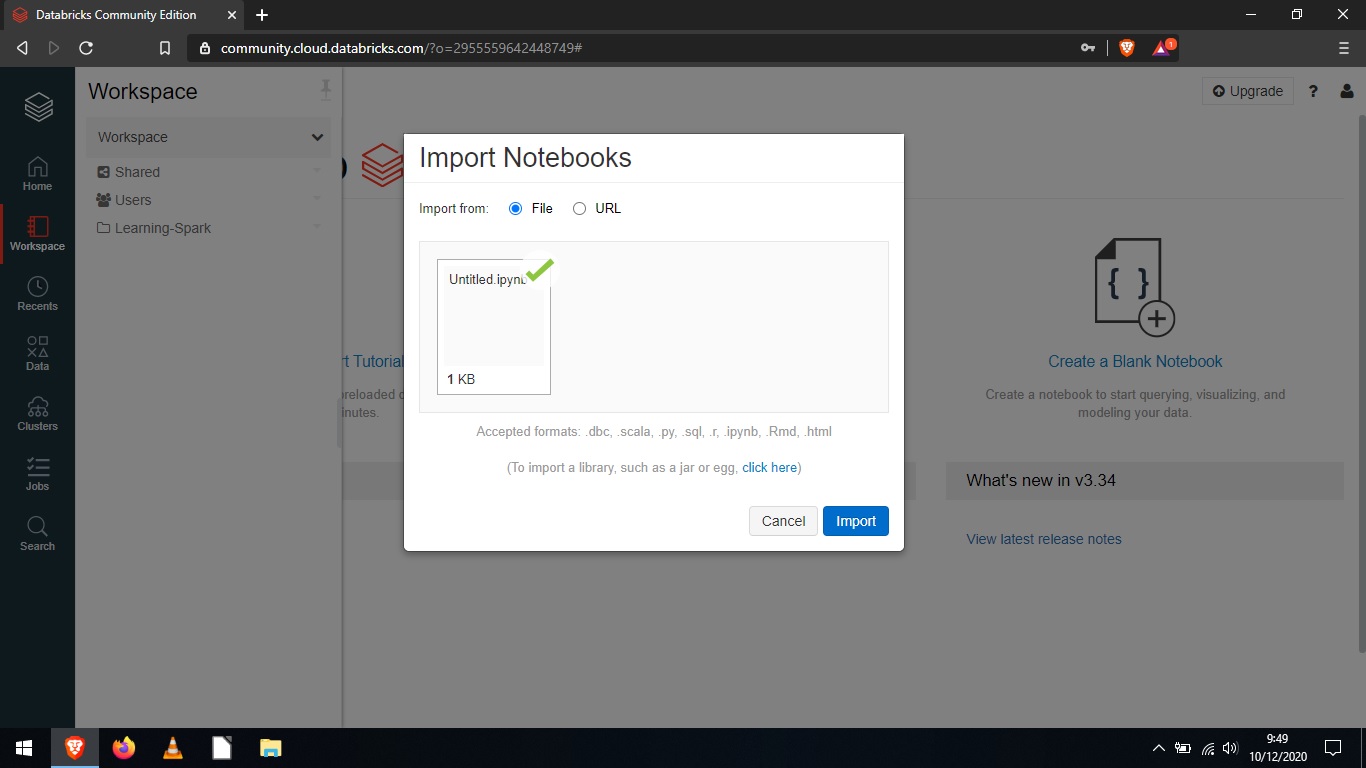 Databricks Community Edition
community.cloud.databricks.com/?o=2955559642448749#
1
Workspace
Upgrade
?
Workspace
Shared
Users
Learning-Spark
Home
Workspace
Recents
Data
Clusters
Jobs
Search
Import Notebooks
Import from: File URL
Untitled.ipynb
1 KB
Accepted formats: .dbc, .scala, .py, .sql, .r, .ipynb, .Rmd, .html
(To import a library, such as a jar or egg, click here)
Cancel Import
Tutorial
minutes.
{ }
Create a Blank Notebook
Create a notebook to start querying, visualizing, and
modeling your data.
What's new in v3.34
View latest release notes
9:49
10/12/2020